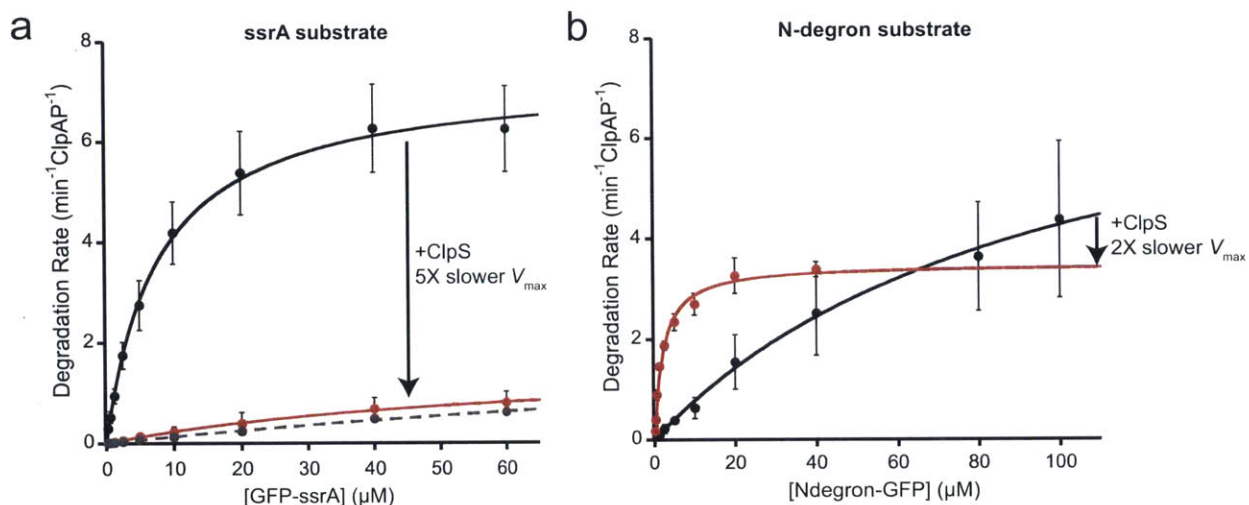 a
ssrA substrate
8
6
4
2
0
Degradation Rate (min⁻¹ClpAP⁻¹)
+ClpS
5X slower Vmax
0 10 20 30 40 50 60
[GFP-ssrA] (μM)
b
N-degron substrate
8
6
4
2
0
Degradation Rate (min⁻¹ClpAP⁻¹)
+ClpS
2X slower Vmax
0 20 40 60 80 100
[Ndegron-GFP] (μM)